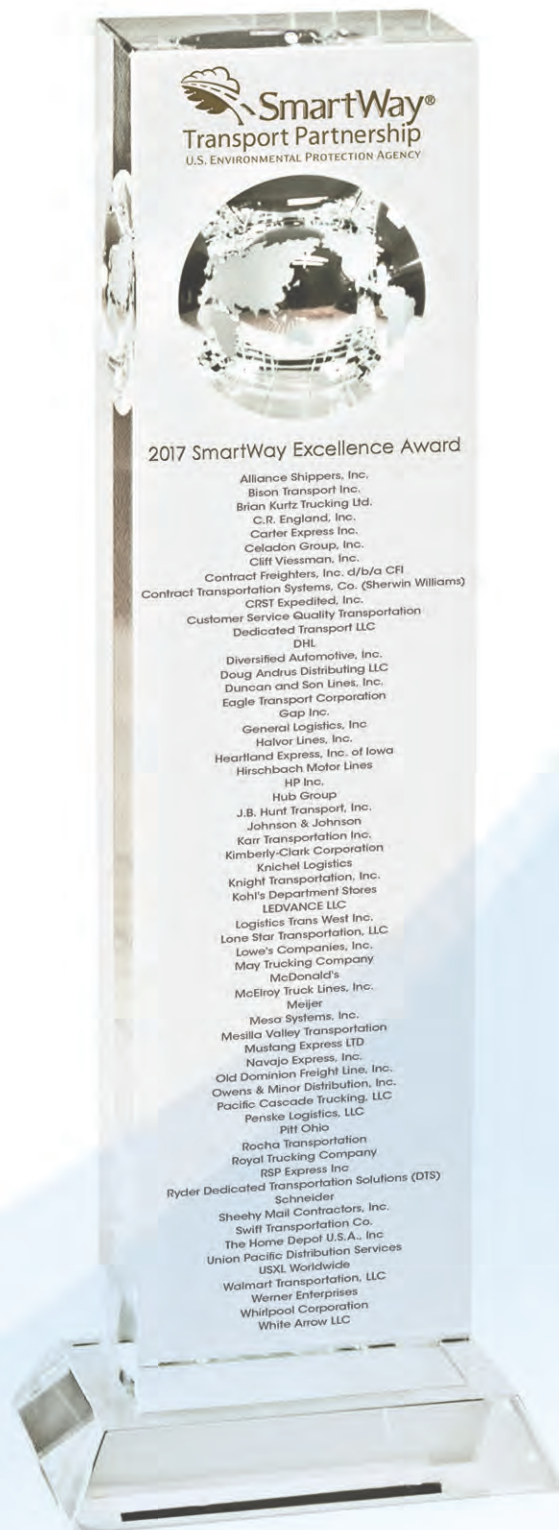 SmartWay®
Transport Partnership
U.S. ENVIRONMENTAL PROTECTION AGENCY
2017 SmartWay Excellence Award
Alliance Shippers, Inc.
Bison Transport Inc.
Brian Kurtz Trucking Ltd.
C.R. England, Inc.
Carter Express Inc.
Celadon Group, Inc.
Cliff Viessman, Inc.
Contract Freighters, Inc. d/b/a CFI
Contract Transportation Systems, Co. (Sherwin Williams)
CRST Expedited, Inc.
Customer Service Quality Transportation
Dedicated Transport LLC
DHL
Diversified Automotive, Inc.
Doug Andrus Distributing LLC
Duncan and Son Lines, Inc.
Eagle Transport Corporation
Gap Inc.
General Logistics, Inc
Halvor Lines, Inc.
Heartland Express, Inc. of Iowa
Hirschbach Motor Lines
HP Inc.
Hub Group
J.B. Hunt Transport, Inc.
Johnson & Johnson
Karr Transportation Inc.
Kimberly-Clark Corporation
Knichel Logistics
Knight Transportation, Inc.
Kohl's Department Stores
LEDVANCE LLC
Logistics Trans West Inc.
Lone Star Transportation, LLC
Lowe's Companies, Inc.
May Trucking Company
McDonald's
McElroy Truck Lines, Inc.
Meijer
Mesa Systems, Inc.
Mesilla Valley Transportation
Mustang Express LTD
Navajo Express, Inc.
Old Dominion Freight Line, Inc.
Owens & Minor Distribution, Inc.
Pacific Cascade Trucking, LLC
Penske Logistics, LLC
Pitt Ohio
Rocha Transportation
Royal Trucking Company
RSP Express Inc
Ryder Dedicated Transportation Solutions (DTS)
Schneider
Sheehy Mail Contractors, Inc.
Swift Transportation Co.
The Home Depot U.S.A., Inc
Union Pacific Distribution Services
USXL Worldwide
Walmart Transportation, LLC
Werner Enterprises
Whirlpool Corporation
White Arrow LLC